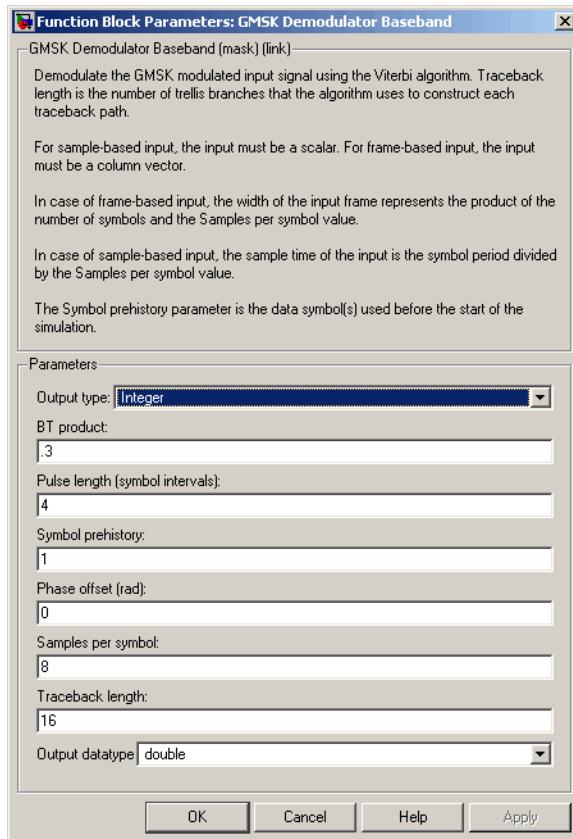 Function Block Parameters: GMSK Demodulator Baseband
GMSK Demodulator Baseband (mask) (link)
Demodulate the GMSK modulated input signal using the Viterbi algorithm. Traceback
length is the number of trellis branches that the algorithm uses to construct each
traceback path.
For sample-based input, the input must be a scalar. For frame-based input, the input
must be a column vector.
In case of frame-based input, the width of the input frame represents the product of the
number of symbols and the Samples per symbol value.
In case of sample-based input, the sample time of the input is the symbol period divided
by the Samples per symbol value.
The Symbol prehistory parameter is the data symbol(s) used before the start of the
simulation.
Parameters
Output type: Integer
BT product:
.3
Pulse length (symbol intervals):
4
Symbol prehistory:
1
Phase offset (rad):
0
Samples per symbol:
8
Traceback length:
16
Output datatype double
OK Cancel Help Apply